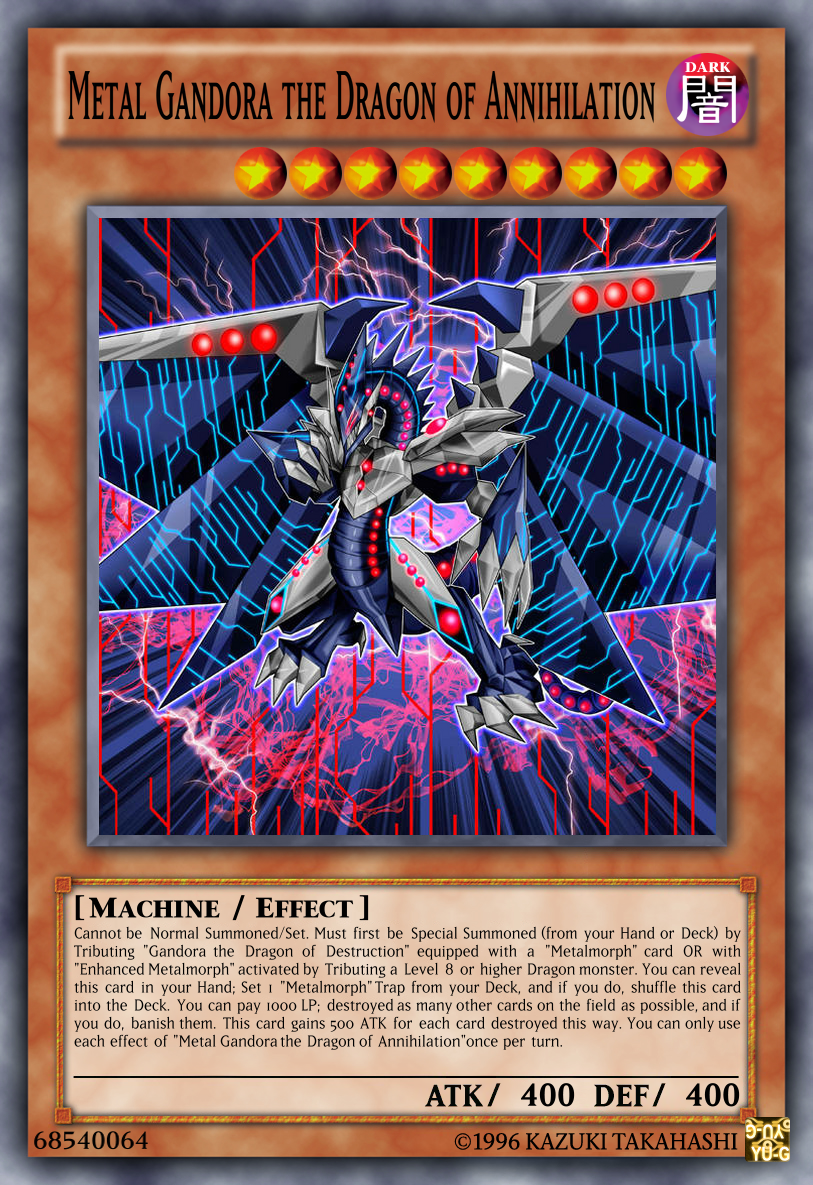 METAL GANDORA THE DRAGON OF ANNIHILATION
DARK
闇
[ MACHINE / EFFECT ]
Cannot be Normal Summoned/Set. Must first be Special Summoned (from your Hand or Deck) by
Tributing "Gandora the Dragon of Destruction" equipped with a "Metalmorph" card OR with
"Enhanced Metalmorph" activated by Tributing a Level 8 or higher Dragon monster. You can reveal
this card in your Hand; Set 1 "Metalmorph" Trap from your Deck, and if you do, shuffle this card
into the Deck. You can pay 1000 LP; destroyed as many other cards on the field as possible, and if
you do, banish them. This card gains 500 ATK for each card destroyed this way. You can only use
each effect of "Metal Gandora the Dragon of Annihilation"once per turn.
ATK/ 400 DEF/ 400
68540064
©1996 KAZUKI TAKAHASHI